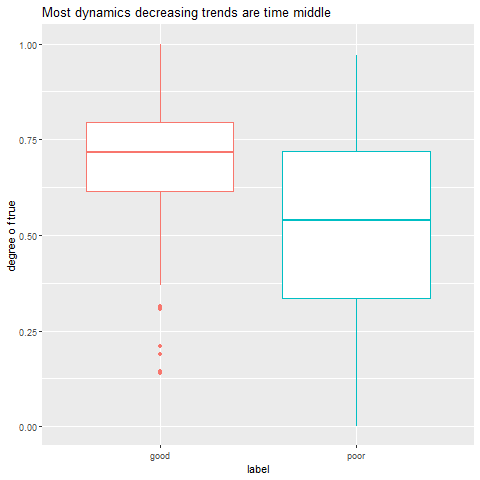 Most dynamics decreasing trends are time middle
1.00
0.75
0.50
0.25
0.00
degree of true
good
poor
label